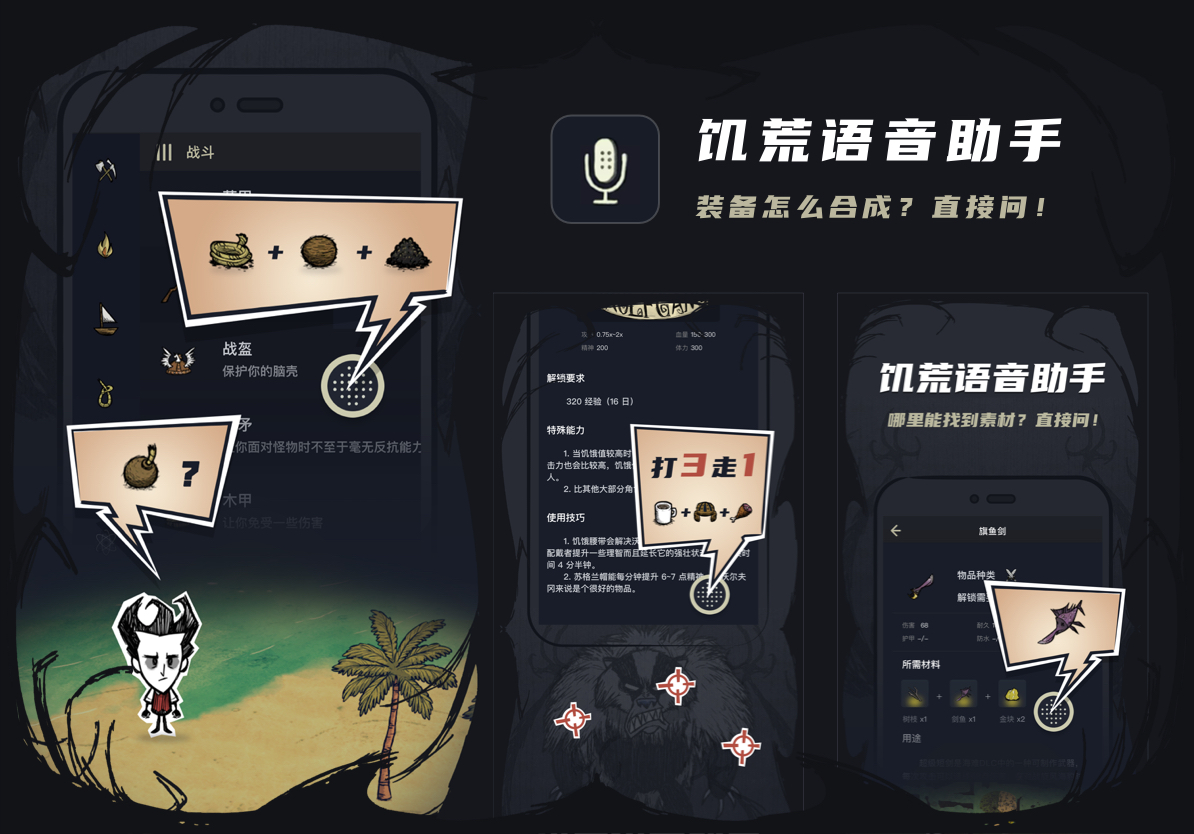 饥荒语音助手
装备怎么合成？直接问！
战斗
+
+
战盔
保护你的脑壳
矛
你面对怪物时不至于毫无反抗能力
?
木甲
让你免受一些伤害
0.75x-2x
血量 150-300
精神 200
体力 300
解锁要求
320 经验（16 日）
特殊能力
1. 当饥饿值较高时
击力也会比较高，饥饿
人。
2. 比其他大部分角
打3走1
+
+
使用技巧
1. 饥饿腰带会解决沃
配戴者提升一些理智而且延长它的强壮状
时
间 4 分半钟。
2. 苏格兰帽能每分钟提升 6-7 点精神
沃尔夫
冈来说是个很好的物品。
饥荒语音助手
哪里能找到素材？直接问！
旗鱼剑
物品种类
解锁需
伤害 68
耐久
护甲 -/-
防水
所需材料
+
+
树枝 x1
剑鱼 x1
金块 x2
用途